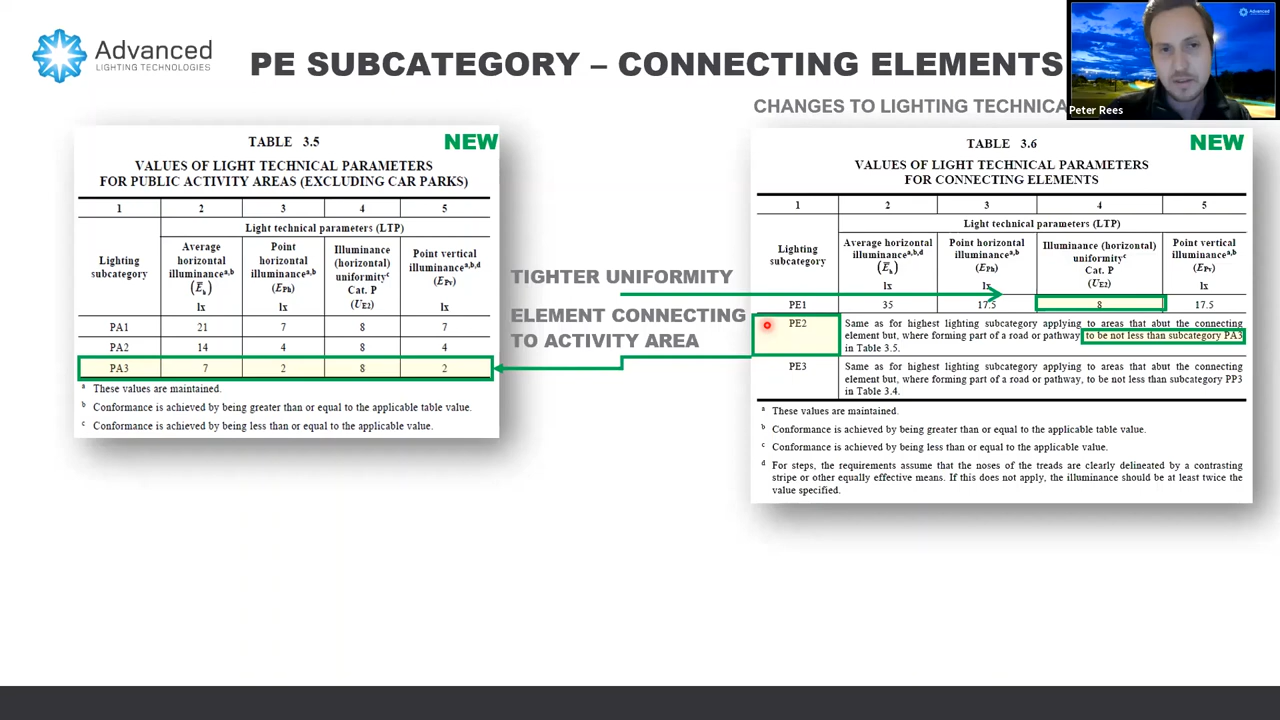 Advanced
LIGHTING TECHNOLOGIES
PE SUBCATEGORY – CONNECTING ELEMENTS
CHANGES TO LIGHTING TECHNICA
Peter Rees
TABLE 3.5
NEW
VALUES OF LIGHT TECHNICAL PARAMETERS
FOR PUBLIC ACTIVITY AREAS (EXCLUDING CAR PARKS)
1 2 3 4 5
Light technical parameters (LTP)
Lighting subcategory
Average horizontal illuminance a,b (Ēh) lx
Point horizontal illuminance a,b (EPh) lx
Illuminance (horizontal) uniformity c Cat. P (UE2)
Point vertical illuminance a,b,d (EPv) lx
PA1 21 7 8 7
PA2 14 4 8 4
PA3 7 2 8 2
a These values are maintained.
b Conformance is achieved by being greater than or equal to the applicable table value.
c Conformance is achieved by being less than or equal to the applicable value.
TIGHTER UNIFORMITY
ELEMENT CONNECTING
TO ACTIVITY AREA
TABLE 3.6
NEW
VALUES OF LIGHT TECHNICAL PARAMETERS
FOR CONNECTING ELEMENTS
1 2 3 4 5
Light technical parameters (LTP)
Lighting subcategory
Average horizontal illuminance a,b,d (Ēh) lx
Point horizontal illuminance a,b (EPh) lx
Illuminance (horizontal) uniformity c Cat. P (UE2)
Point vertical illuminance a,b (EPv) lx
PE1 35 17.5 8 17.5
PE2 Same as for highest lighting subcategory applying to areas that abut the connecting
element but, where forming part of a road or pathway, to be not less than subcategory PA3
in Table 3.5.
PE3 Same as for highest lighting subcategory applying to areas that abut the connecting
element but, where forming part of a road or pathway, to be not less than subcategory PP3
in Table 3.4.
a These values are maintained.
b Conformance is achieved by being greater than or equal to the applicable table value.
c Conformance is achieved by being less than or equal to the applicable value.
d For steps, the requirements assume that the noses of the treads are clearly delineated by a contrasting
stripe or other equally effective means. If this does not apply, the illuminance should be at least twice the
value specified.